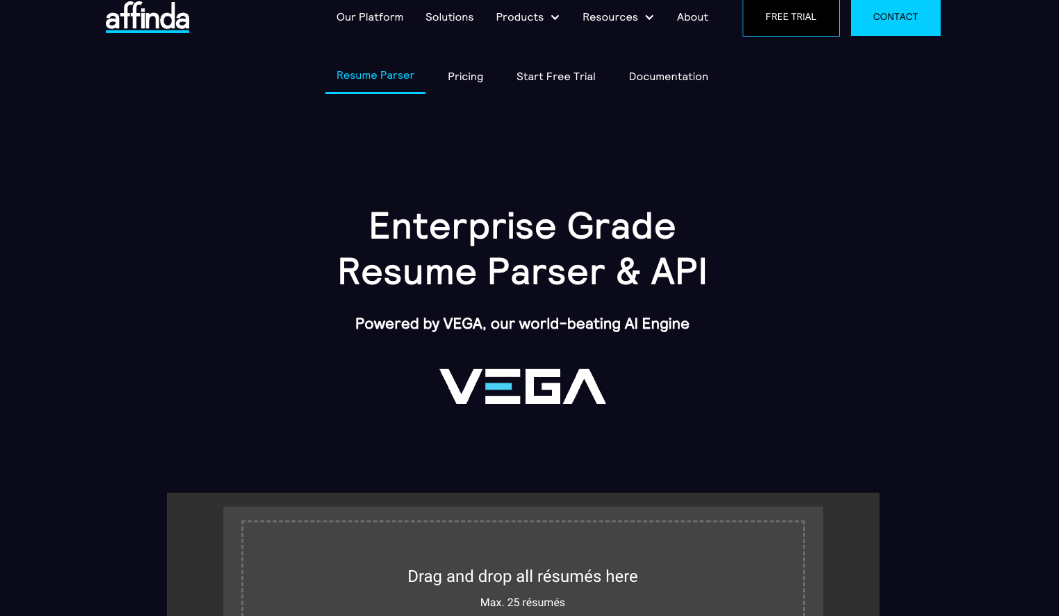 affinda
Our Platform Solutions Products Resources About FREE TRIAL CONTACT
Resume Parser Pricing Start Free Trial Documentation
Enterprise Grade
Resume Parser & API
Powered by VEGA, our world-beating AI Engine
VEGA
Drag and drop all résumés here
Max. 25 résumés